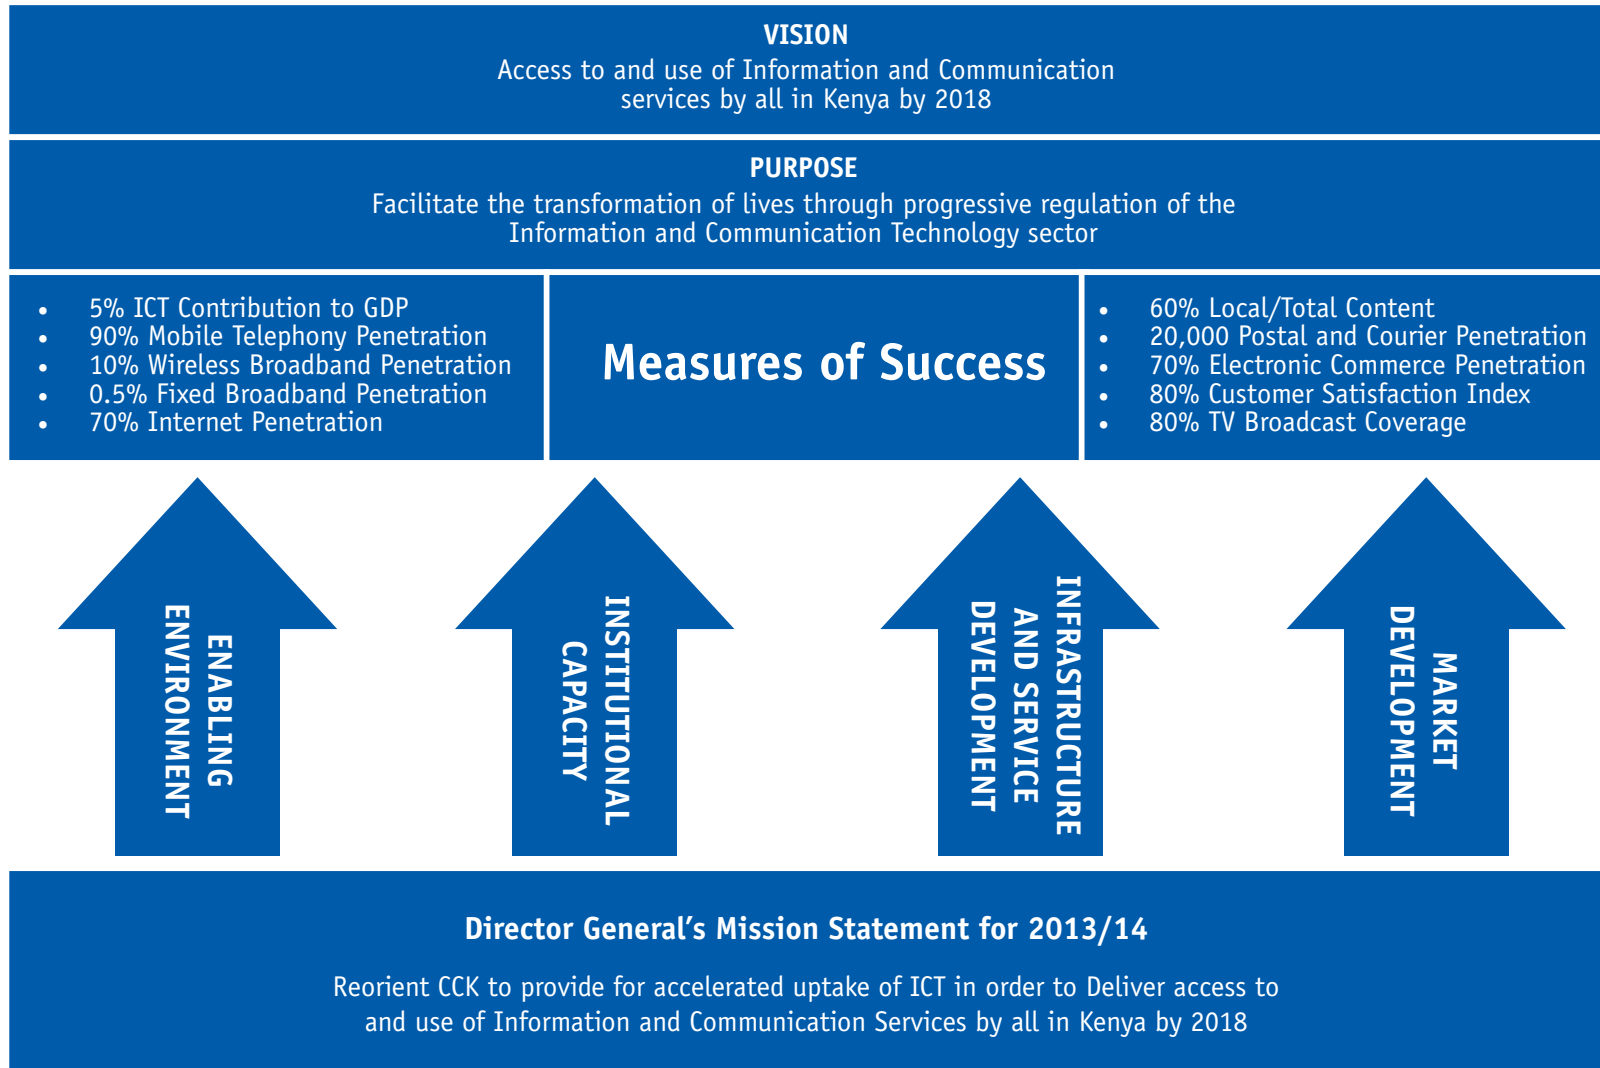 VISION
Access to and use of Information and Communication
services by all in Kenya by 2018
PURPOSE
Facilitate the transformation of lives through progressive regulation of the
Information and Communication Technology sector
• 5% ICT Contribution to GDP
• 90% Mobile Telephony Penetration
• 10% Wireless Broadband Penetration
• 0.5% Fixed Broadband Penetration
• 70% Internet Penetration
Measures of Success
• 60% Local/Total Content
• 20,000 Postal and Courier Penetration
• 70% Electronic Commerce Penetration
• 80% Customer Satisfaction Index
• 80% TV Broadcast Coverage
ENABLING
ENVIRONMENT
INSTITUTIONAL
CAPACITY
INFRASTRUCTURE
AND SERVICE
DEVELOPMENT
MARKET
DEVELOPMENT
Director General's Mission Statement for 2013/14
Reorient CCK to provide for accelerated uptake of ICT in order to Deliver access to
and use of Information and Communication Services by all in Kenya by 2018